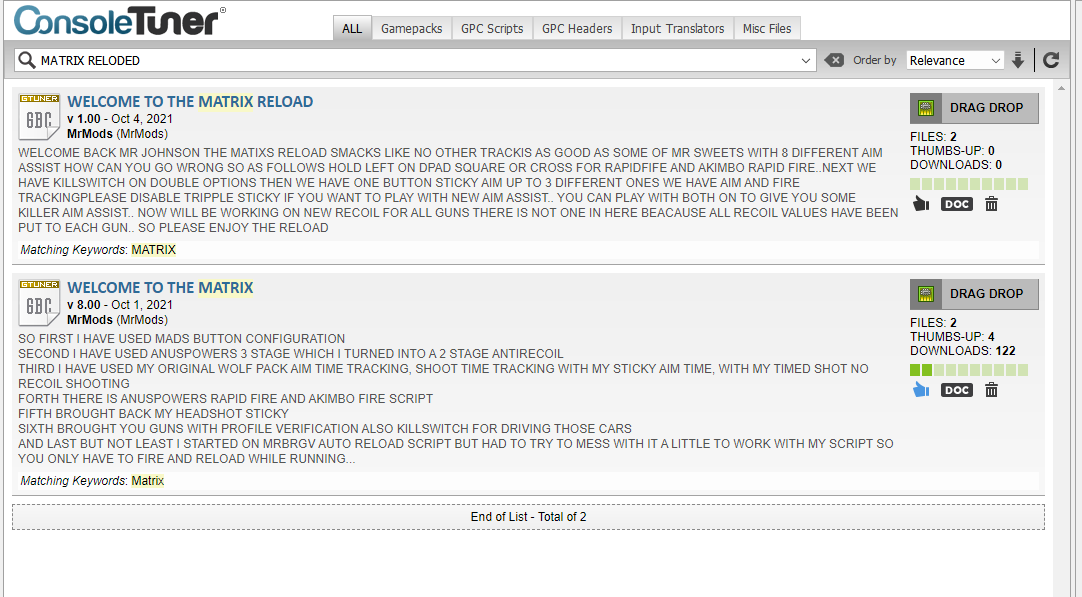 ConsoleTuner®
ALL Gamepacks GPC Scripts GPC Headers Input Translators Misc Files
MATRIX RELODED Order by Relevance
GTUNER
GBC
WELCOME TO THE MATRIX RELOAD
v 1.00 - Oct 4, 2021
MrMods (MrMods)
WELCOME BACK MR JOHNSON THE MATIXS RELOAD SMACKS LIKE NO OTHER TRACKIS AS GOOD AS SOME OF MR SWEETS WITH 8 DIFFERENT AIM
ASSIST HOW CAN YOU GO WRONG SO AS FOLLOWS HOLD LEFT ON DPAD SQUARE OR CROSS FOR RAPIDFIFE AND AKIMBO RAPID FIRE..NEXT WE
HAVE KILLSWITCH ON DOUBLE OPTIONS THEN WE HAVE ONE BUTTON STICKY AIM UP TO 3 DIFFERENT ONES WE HAVE AIM AND FIRE
TRACKINGPLEASE DISABLE TRIPPLE STICKY IF YOU WANT TO PLAY WITH NEW AIM ASSIST.. YOU CAN PLAY WITH BOTH ON TO GIVE YOU SOME
KILLER AIM ASSIST.. NOW WILL BE WORKING ON NEW RECOIL FOR ALL GUNS THERE IS NOT ONE IN HERE BEACAUSE ALL RECOIL VALUES HAVE BEEN
PUT TO EACH GUN.. SO PLEASE ENJOY THE RELOAD
Matching Keywords: MATRIX
DRAG DROP
FILES: 2
THUMBS-UP: 0
DOWNLOADS: 0
DOC
GTUNER
GBC
WELCOME TO THE MATRIX
v 8.00 - Oct 1, 2021
MrMods (MrMods)
SO FIRST I HAVE USED MADS BUTTON CONFIGURATION
SECOND I HAVE USED ANUSPOWERS 3 STAGE WHICH I TURNED INTO A 2 STAGE ANTIRECOIL
THIRD I HAVE USED MY ORIGINAL WOLF PACK AIM TIME TRACKING, SHOOT TIME TRACKING WITH MY STICKY AIM TIME, WITH MY TIMED SHOT NO
RECOIL SHOOTING
FORTH THERE IS ANUSPOWERS RAPID FIRE AND AKIMBO FIRE SCRIPT
FIFTH BROUGHT BACK MY HEADSHOT STICKY
SIXTH BROUGHT YOU GUNS WITH PROFILE VERIFICATION ALSO KILLSWITCH FOR DRIVING THOSE CARS
AND LAST BUT NOT LEAST I STARTED ON MRBRGV AUTO RELOAD SCRIPT BUT HAD TO TRY TO MESS WITH IT A LITTLE TO WORK WITH MY SCRIPT SO
YOU ONLY HAVE TO FIRE AND RELOAD WHILE RUNNING...
Matching Keywords: Matrix
DRAG DROP
FILES: 2
THUMBS-UP: 4
DOWNLOADS: 122
DOC
End of List - Total of 2